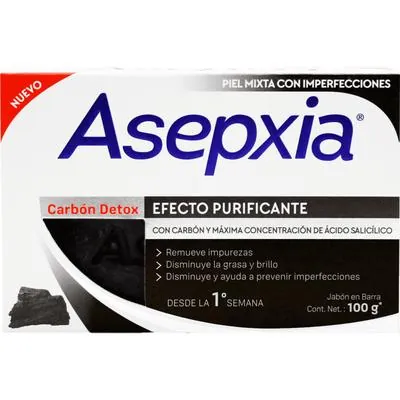 NUEVO
PIEL MIXTA CON IMPERFECCIONES
Asepxia®
Carbón Detox
EFECTO PURIFICANTE
CON CARBÓN Y MÁXIMA CONCENTRACIÓN DE ÁCIDO SALICÍLICO
> Remueve impurezas
> Disminuye la grasa y brillo
> Disminuye y ayuda a prevenir imperfecciones
DESDE LA 1° SEMANA
Jabón en Barra
Cont. Net.: 100 g*